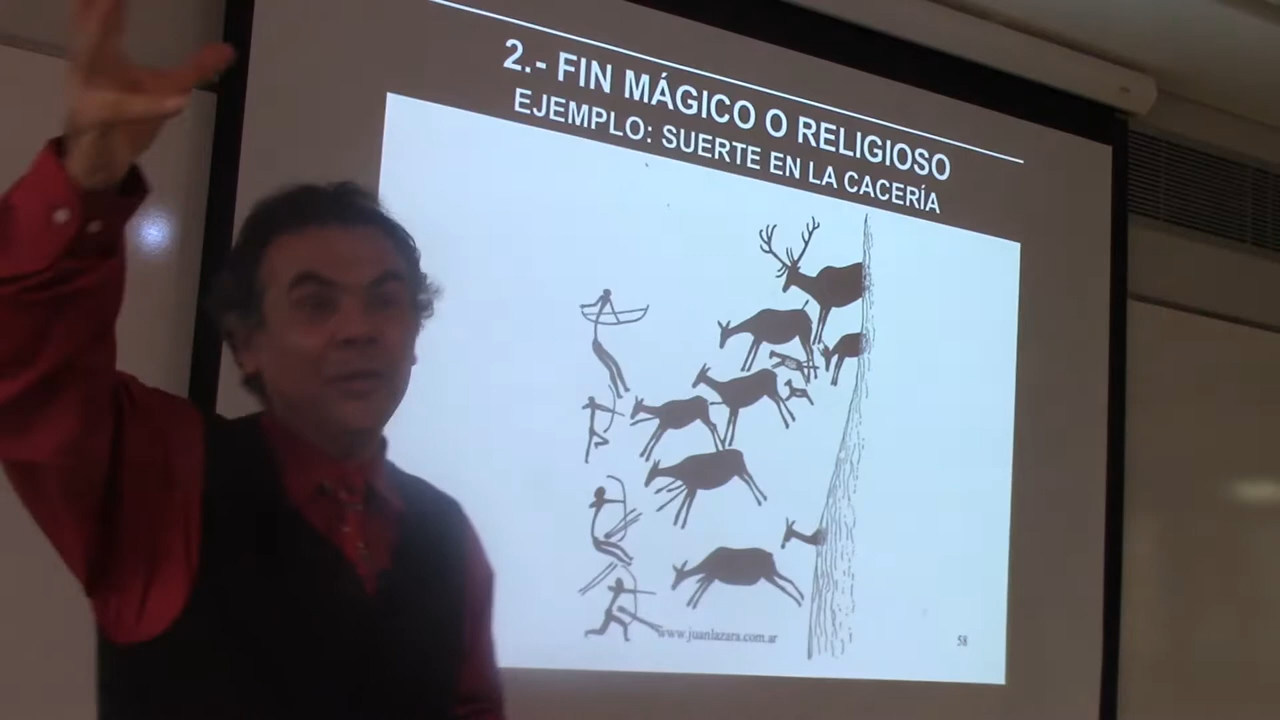 2.- FIN MÁGICO O RELIGIOSO
EJEMPLO: SUERTE EN LA CACERÍA
www.juanlazara.com.ar
58